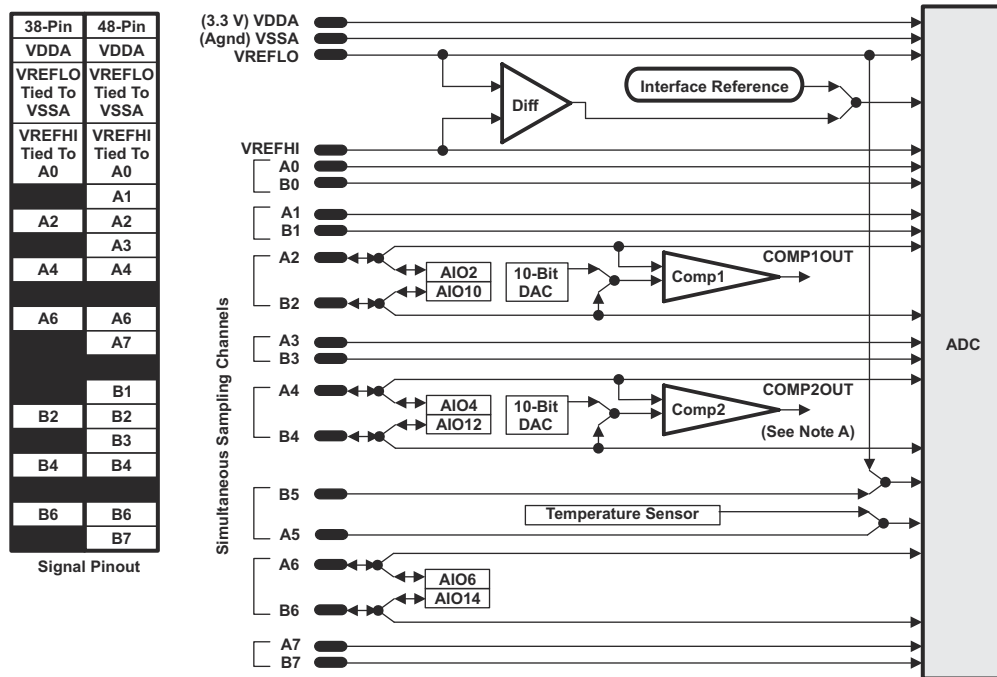 38-Pin 48-Pin
VDDA VDDA
VREFLO VREFLO
Tied To Tied To
VSSA VSSA
VREFHI VREFHI
Tied To Tied To
A0 A0
A1
A2 A2
A3
A4 A4
A6 A6
A7
B1
B2 B2
B3
B4 B4
B6 B6
B7
Signal Pinout
Simultaneous Sampling Channels
(3.3 V) VDDA
(Agnd) VSSA
VREFLO
Diff
Interface Reference
VREFHI
A0
B0
A1
B1
A2
AIO2
AIO10
10-Bit
DAC
Comp1
COMP1OUT
B2
A3
B3
ADC
A4
AIO4
AIO12
10-Bit
DAC
Comp2
COMP2OUT
(See Note A)
B4
B5
Temperature Sensor
A5
A6
AIO6
AIO14
B6
A7
B7